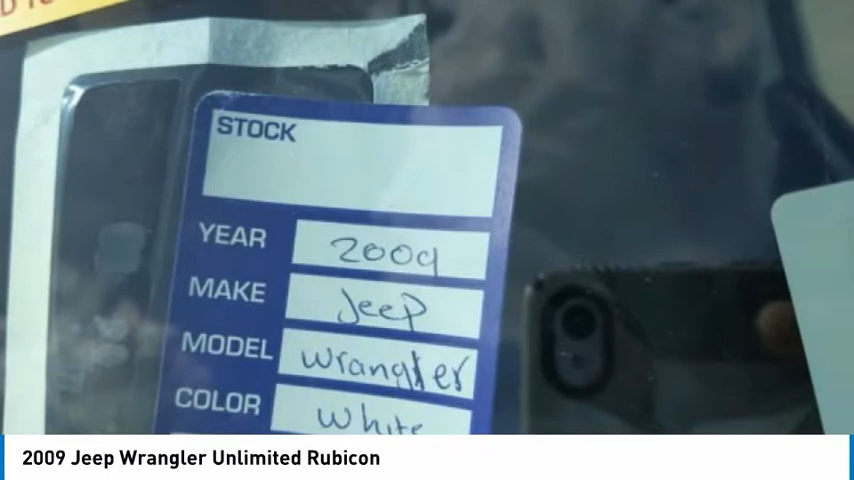 STOCK
YEAR 2009
MAKE Jeep
MODEL Wrangler
COLOR White
2009 Jeep Wrangler Unlimited Rubicon